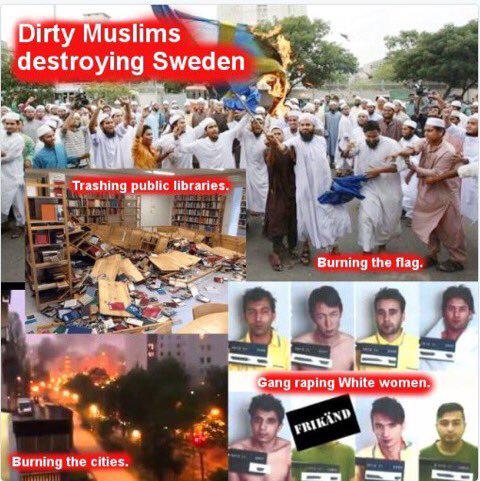 Dirty Muslims
destroying Sweden
Trashing public libraries.
Burning the flag.
Gang raping White women.
FRIKÄND
Burning the cities.